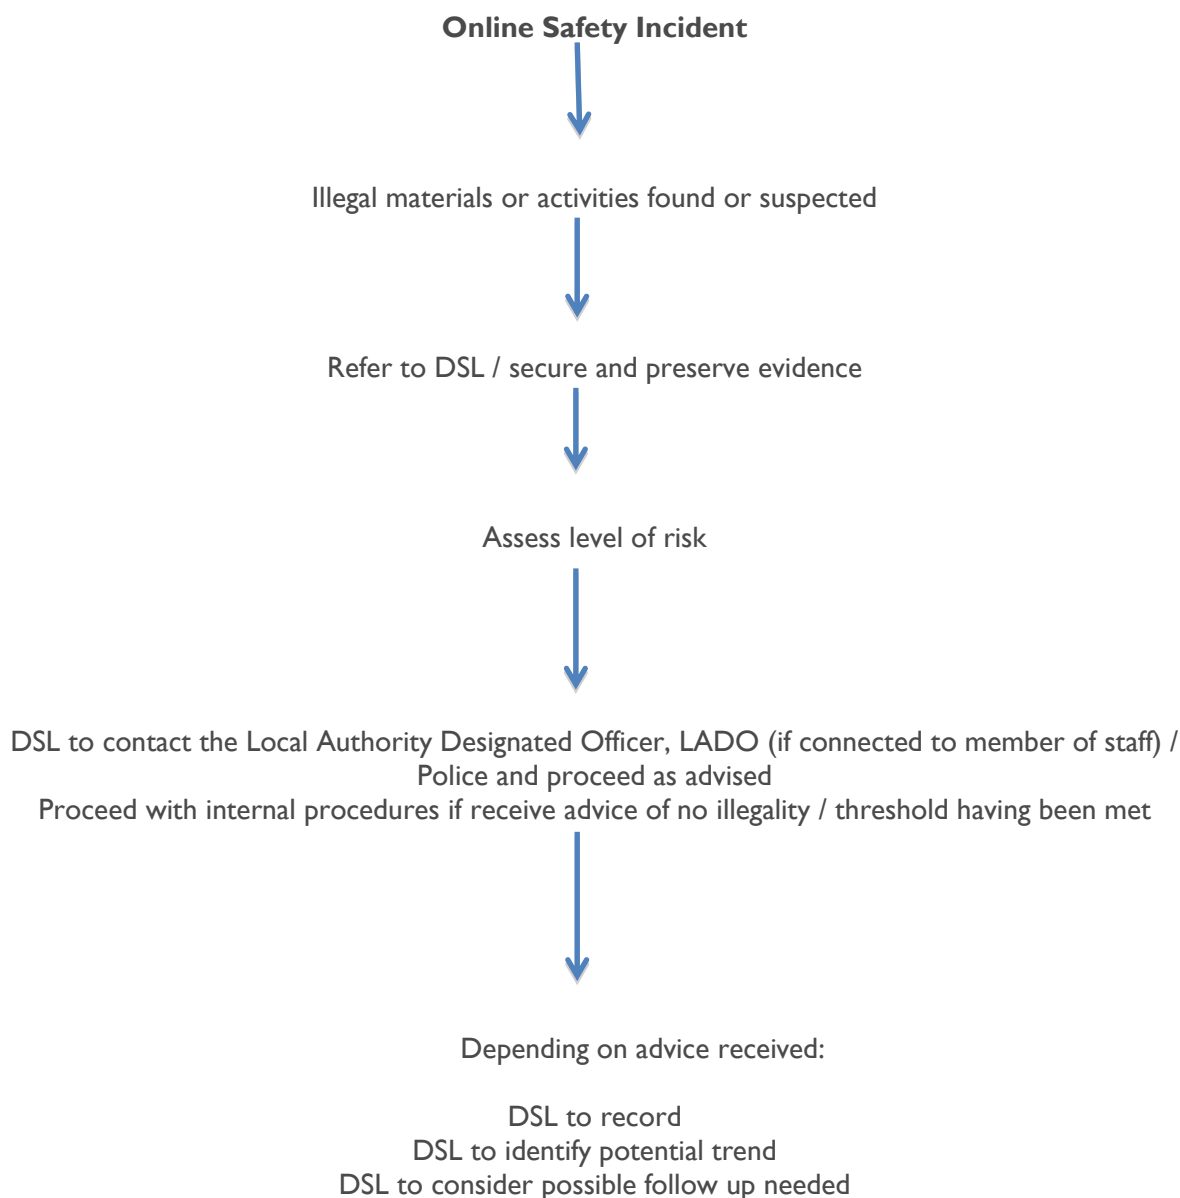 Online Safety Incident
Illegal materials or activities found or suspected
Refer to DSL / secure and preserve evidence
Assess level of risk
DSL to contact the Local Authority Designated Officer, LADO (if connected to member of staff) /
Police and proceed as advised
Proceed with internal procedures if receive advice of no illegality / threshold having been met
Depending on advice received:
DSL to record
DSL to identify potential trend
DSL to consider possible follow up needed